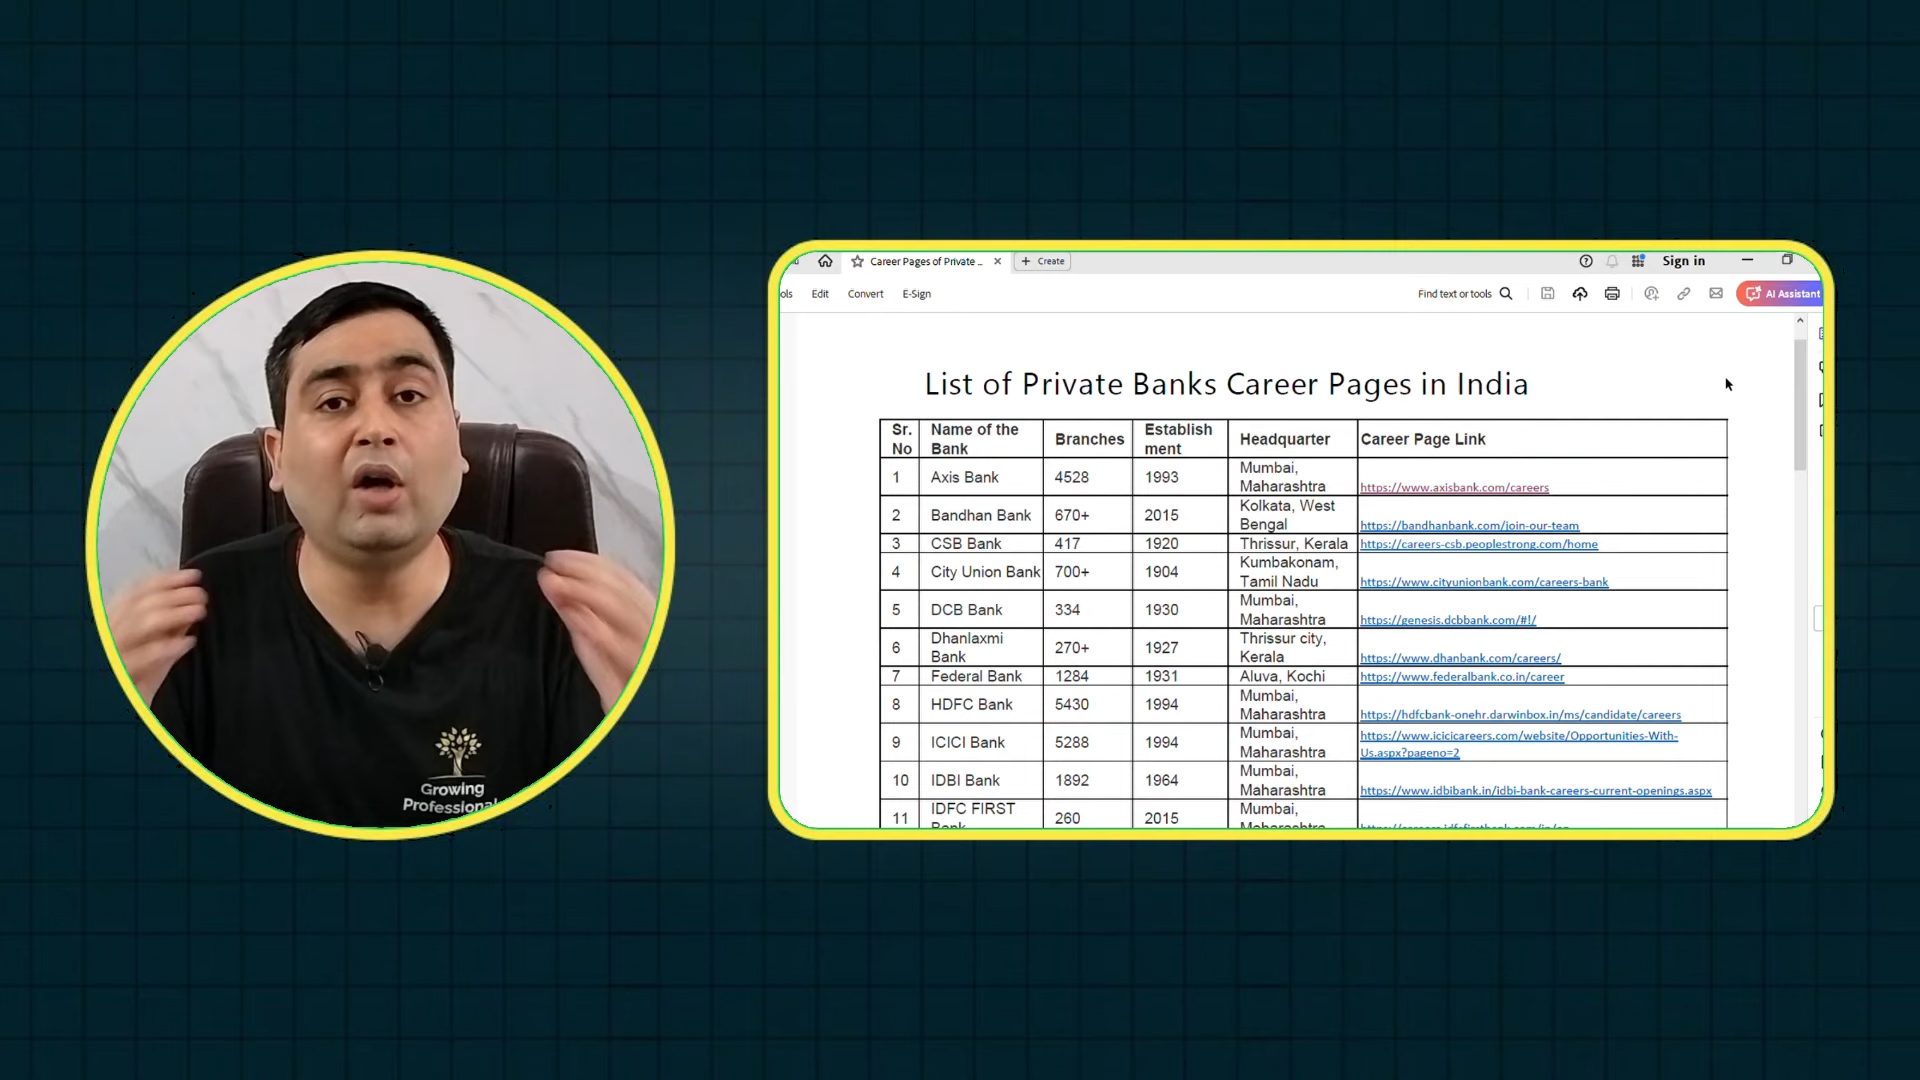 Growing
Professional
Career Pages of Private ...
Create
Sign in
ols
Edit
Convert
E-Sign
Find text or tools
AI Assistant
List of Private Banks Career Pages in India
Sr. No Name of the Bank Branches Establish ment Headquarter Career Page Link
1 Axis Bank 4528 1993 Mumbai, Maharashtra https://www.axisbank.com/careers
2 Bandhan Bank 670+ 2015 Kolkata, West Bengal https://bandhanbank.com/join-our-team
3 CSB Bank 417 1920 Thrissur, Kerala https://careers-csb.peoplestrong.com/home
4 City Union Bank 700+ 1904 Kumbakonam, Tamil Nadu https://www.cityunionbank.com/careers-bank
5 DCB Bank 334 1930 Mumbai, Maharashtra https://genesis.dcbbank.com/#!/
6 Dhanlaxmi Bank 270+ 1927 Thrissur city, Kerala https://www.dhanbank.com/careers/
7 Federal Bank 1284 1931 Aluva, Kochi https://www.federalbank.co.in/career
8 HDFC Bank 5430 1994 Mumbai, Maharashtra https://hdfcbank-onehr.darwinbox.in/ms/candidate/careers
9 ICICI Bank 5288 1994 Mumbai, Maharashtra https://www.icicicareers.com/website/Opportunities-With-Us.aspx?pageno=2
10 IDBI Bank 1892 1964 Mumbai, Maharashtra https://www.idbibank.in/idbi-bank-careers-current-openings.aspx
11 IDFC FIRST Bank 260 2015 Mumbai, Maharashtra